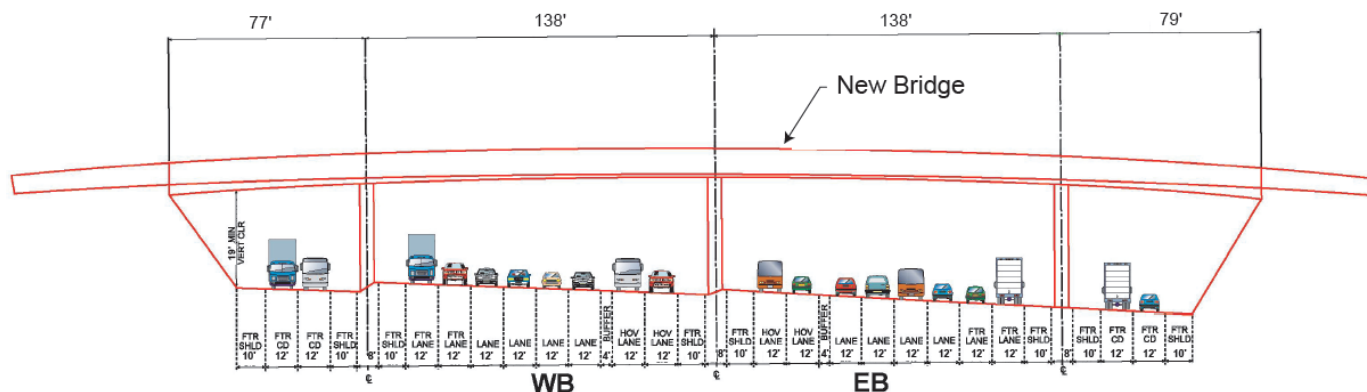 77'
138'
138'
79'
New Bridge
19' MIN
VERT CLR
FTR
SHLD
10'
FTR
CD
12'
FTR
CD
12'
FTR
SHLD
10'
8'
FTR
SHLD
10'
FTR
LANE
12'
FTR
LANE
12'
LANE
12'
LANE
12'
LANE
12'
LANE
12'
BUFFER
4'
HOV
LANE
12'
HOV
LANE
12'
FTR
SHLD
10'
8'
FTR
SHLD
10'
HOV
LANE
12'
HOV
LANE
12'
BUFFER
4'
LANE
12'
LANE
12'
LANE
12'
LANE
12'
FTR
LANE
12'
FTR
LANE
12'
FTR
SHLD
10'
8'
FTR
SHLD
10'
FTR
CD
12'
FTR
CD
12'
FTR
SHLD
10'
℄
℄
℄
WB
EB